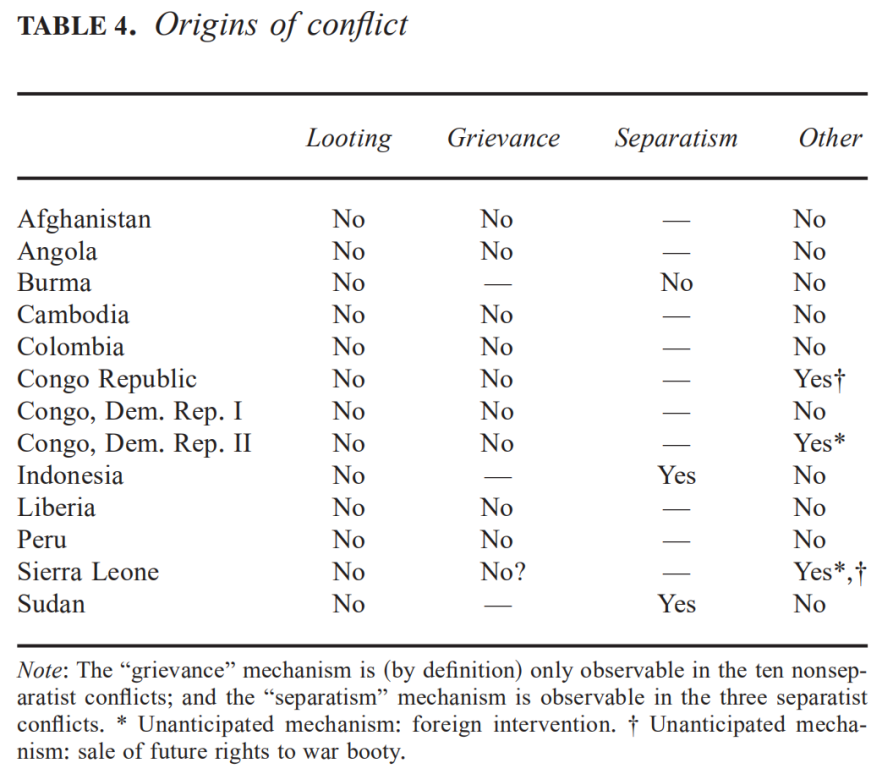 TABLE 4. Origins of conflict
Looting Grievance Separatism Other
Afghanistan No No — No
Angola No No — No
Burma No — No No
Cambodia No No — No
Colombia No No — No
Congo Republic No No — Yes†
Congo, Dem. Rep. I No No — No
Congo, Dem. Rep. II No No — Yes*
Indonesia No — Yes No
Liberia No No — No
Peru No No — No
Sierra Leone No No? — Yes*,†
Sudan No — Yes No
Note: The “grievance” mechanism is (by definition) only observable in the ten nonsep-
aratist conflicts; and the “separatism” mechanism is observable in the three separatist
conflicts. * Unanticipated mechanism: foreign intervention. † Unanticipated mecha-
nism: sale of future rights to war booty.